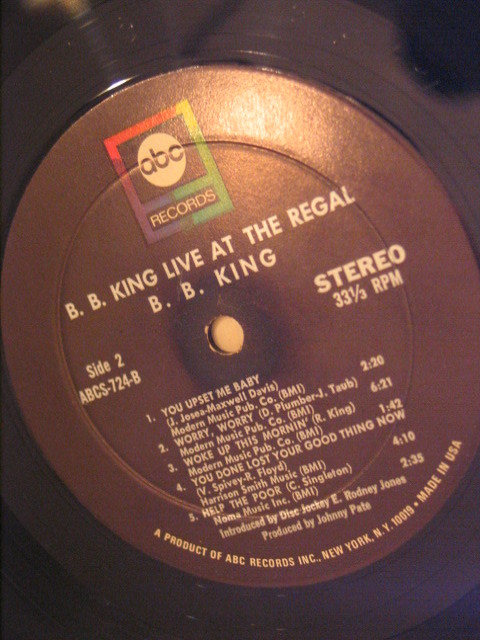 abc
RECORDS
B. B. KING LIVE AT THE REGAL
B. B. KING
STEREO
33⅓ RPM
Side 2
ABCS-724-B
1. YOU UPSET ME BABY 2:20
(J. Josea-Maxwell Davis)
Modern Music Pub. Co. (BMI)
2. WORRY, WORRY (D. Plumber-J. Taub) 6:21
Modern Music Pub. Co. (BMI)
3. WOKE UP THIS MORNIN' (R. King) 1:42
Modern Music Pub. Co. (BMI)
4. YOU DONE LOST YOUR GOOD THING NOW
(V. Spivey-R. Floyd) 4:10
Harrison Smith Music (BMI)
5. HELP THE POOR (C. Singleton) 2:35
Noma Music Inc. (BMI)
Introduced by Disc Jockey E. Rodney Jones
Produced by Johnny Pate
A PRODUCT OF ABC RECORDS INC., NEW YORK, N.Y. 10019 • MADE IN USA